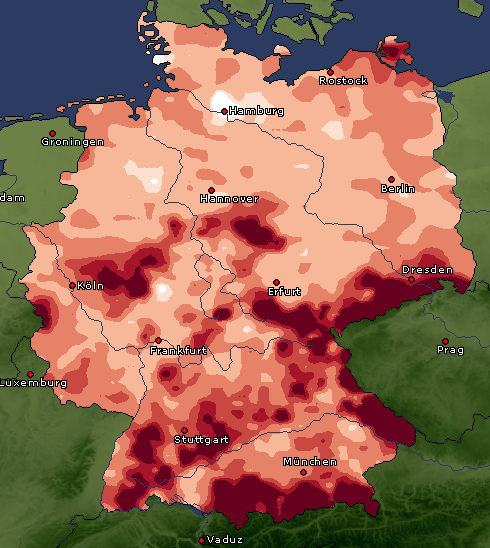 Rostock
Hamburg
Groningen
Berlin
dam
Hannover
Dresden
Köln
Erfurt
Frankfurt
Prag
Luxemburg
Stuttgart
München
Vaduz